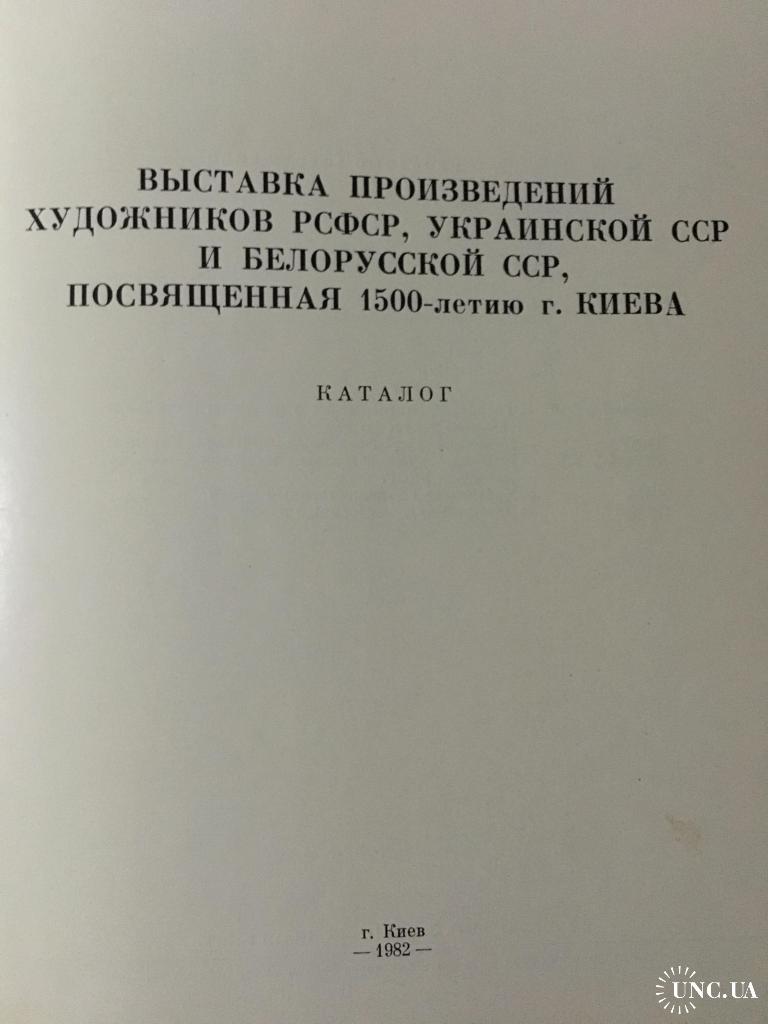 ВЫСТАВКА ПРОИЗВЕДЕНИЙ
ХУДОЖНИКОВ РСФСР, УКРАИНСКОЙ ССР
И БЕЛОРУССКОЙ ССР,
ПОСВЯЩЕННАЯ 1500-летию г. КИЕВА
КАТАЛОГ
г. Киев
— 1982 —
UNC.UA